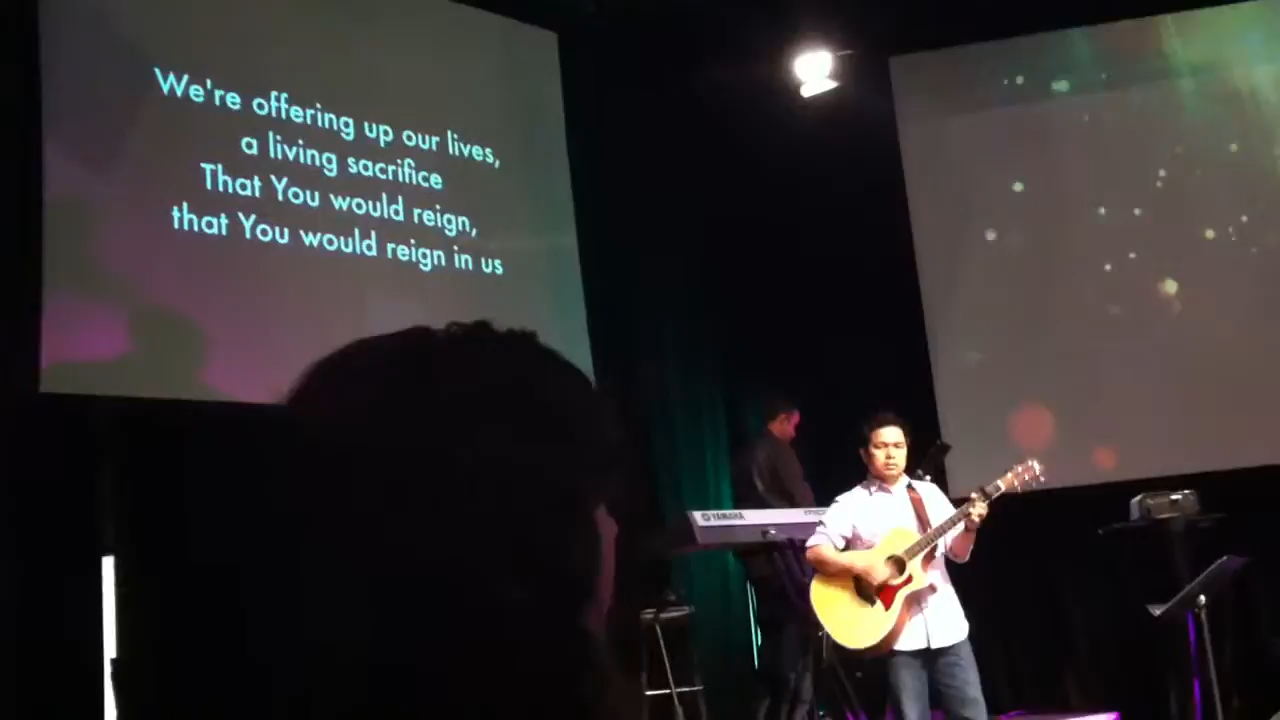 We're offering up our lives,
a living sacrifice
That You would reign,
that You would reign in us
YAMAHA